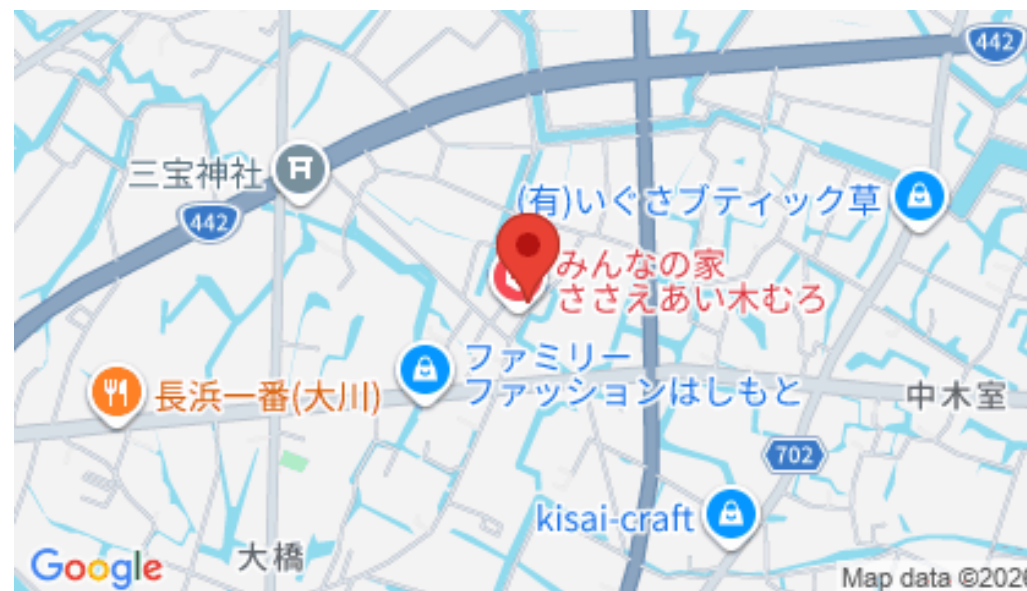 442
三宝神社
(有)いぐさブティック草
442
みんなの家
ささえあい木むろ
ファミリー
ファッションはしもと
長浜一番(大川)
中木室
702
kisai-craft
大橋
Google
Map data ©2026